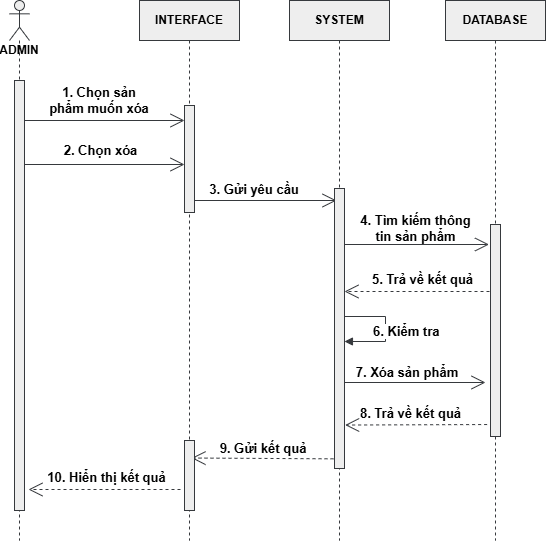 ADMIN
INTERFACE
SYSTEM
DATABASE
1. Chọn sản
phẩm muốn xóa
2. Chọn xóa
3. Gửi yêu cầu
4. Tìm kiếm thông
tin sản phẩm
5. Trả về kết quả
6. Kiểm tra
7. Xóa sản phẩm
8. Trả về kết quả
9. Gửi kết quả
10. Hiển thị kết quả